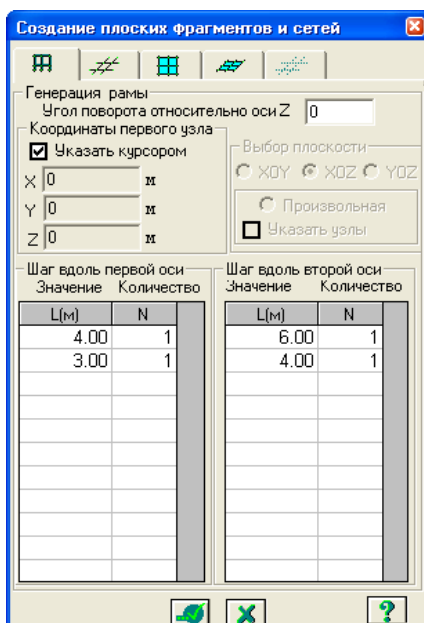 Создание плоских фрагментов и сетей
Генерация рамы
Угол поворота относительно оси Z 0
Координаты первого узла
Указать курсором
X 0 м
Y 0 м
Z 0 м
Выбор плоскости
XOY XOZ YOZ
Произвольная
Указать узлы
Шаг вдоль первой оси
Значение Количество
L(м) N
4.00 1
3.00 1
Шаг вдоль второй оси
Значение Количество
L(м) N
6.00 1
4.00 1
?